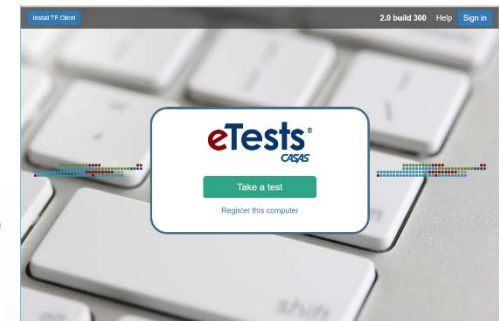 Install TE Client
2.0 build 300 Help Sign in
eTests®
CASAS
Take a test
Register this computer
shift